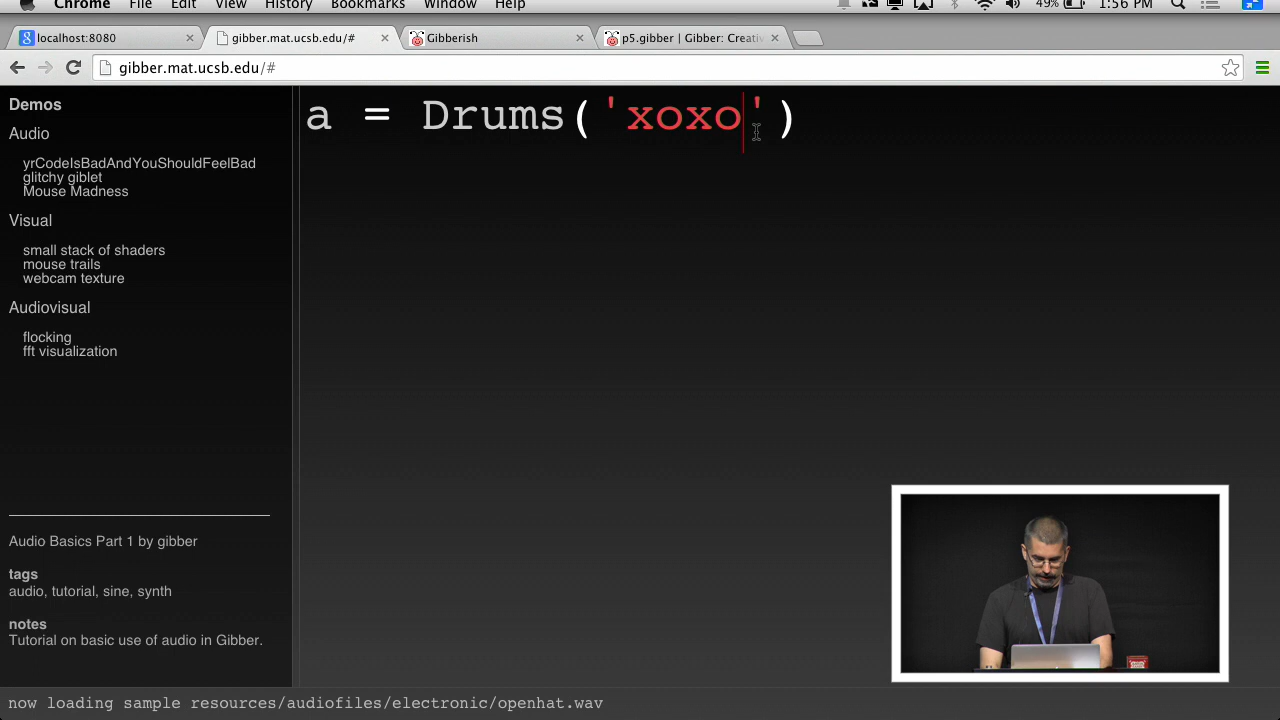 Chrome File Edit View History Bookmarks Window Help 49% 1:56 PM
localhost:8080 gibber.mat.ucsb.edu/# Gibberish p5.gibber | Gibber: Creativ
gibber.mat.ucsb.edu/#
a = Drums('xoxo')
Demos
Audio
yrCodeIsBadAndYouShouldFeelBad
glitchy giblet
Mouse Madness
Visual
small stack of shaders
mouse trails
webcam texture
Audiovisual
flocking
fft visualization
Audio Basics Part 1 by gibber
tags
audio, tutorial, sine, synth
notes
Tutorial on basic use of audio in Gibber.
now loading sample resources/audiofiles/electronic/openhat.wav